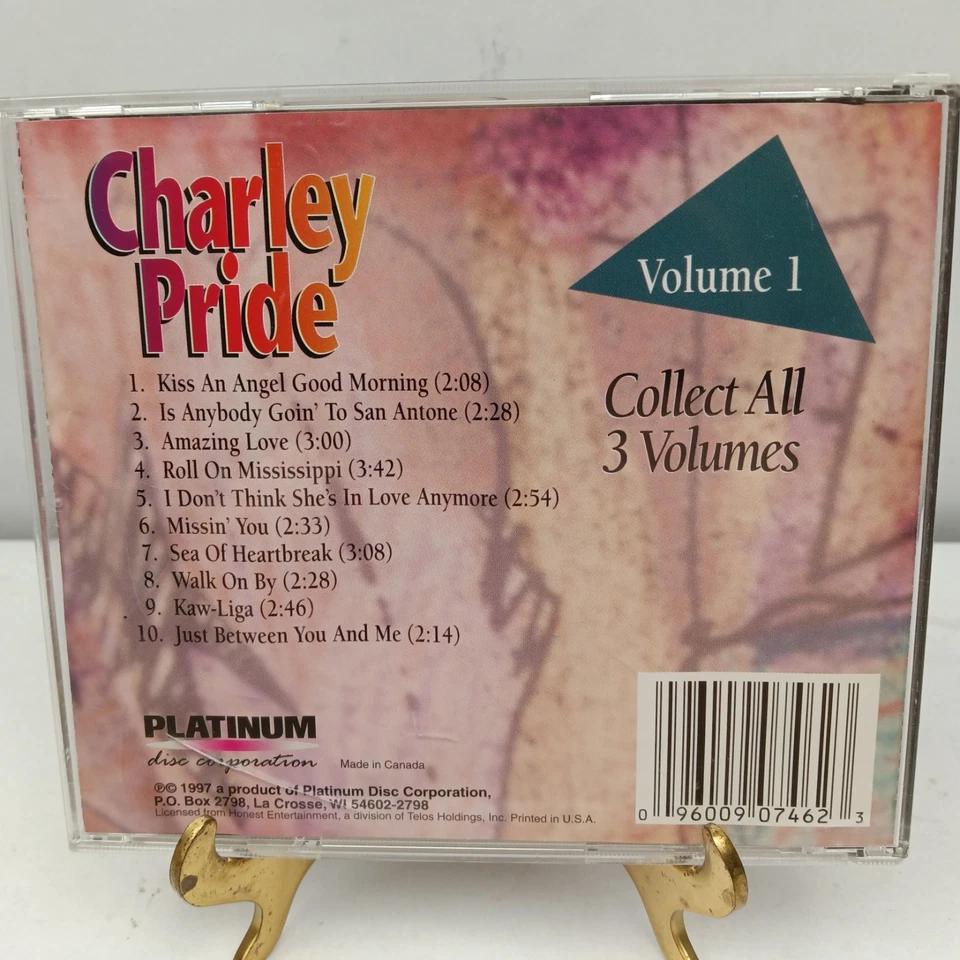 Charley
Pride
Volume 1
Collect All
3 Volumes
1. Kiss An Angel Good Morning (2:08)
2. Is Anybody Goin' To San Antone (2:28)
3. Amazing Love (3:00)
4. Roll On Mississippi (3:42)
5. I Don't Think She's In Love Anymore (2:54)
6. Missin' You (2:33)
7. Sea Of Heartbreak (3:08)
8. Walk On By (2:28)
9. Kaw-Liga (2:46)
10. Just Between You And Me (2:14)
PLATINUM
disc corporation
Made in Canada
℗© 1997 a product of Platinum Disc Corporation,
P.O. Box 2798, La Crosse, WI 54602-2798
Licensed from Honest Entertainment, a division of Telos Holdings, Inc. Printed in U.S.A.
0 96009 07462 3